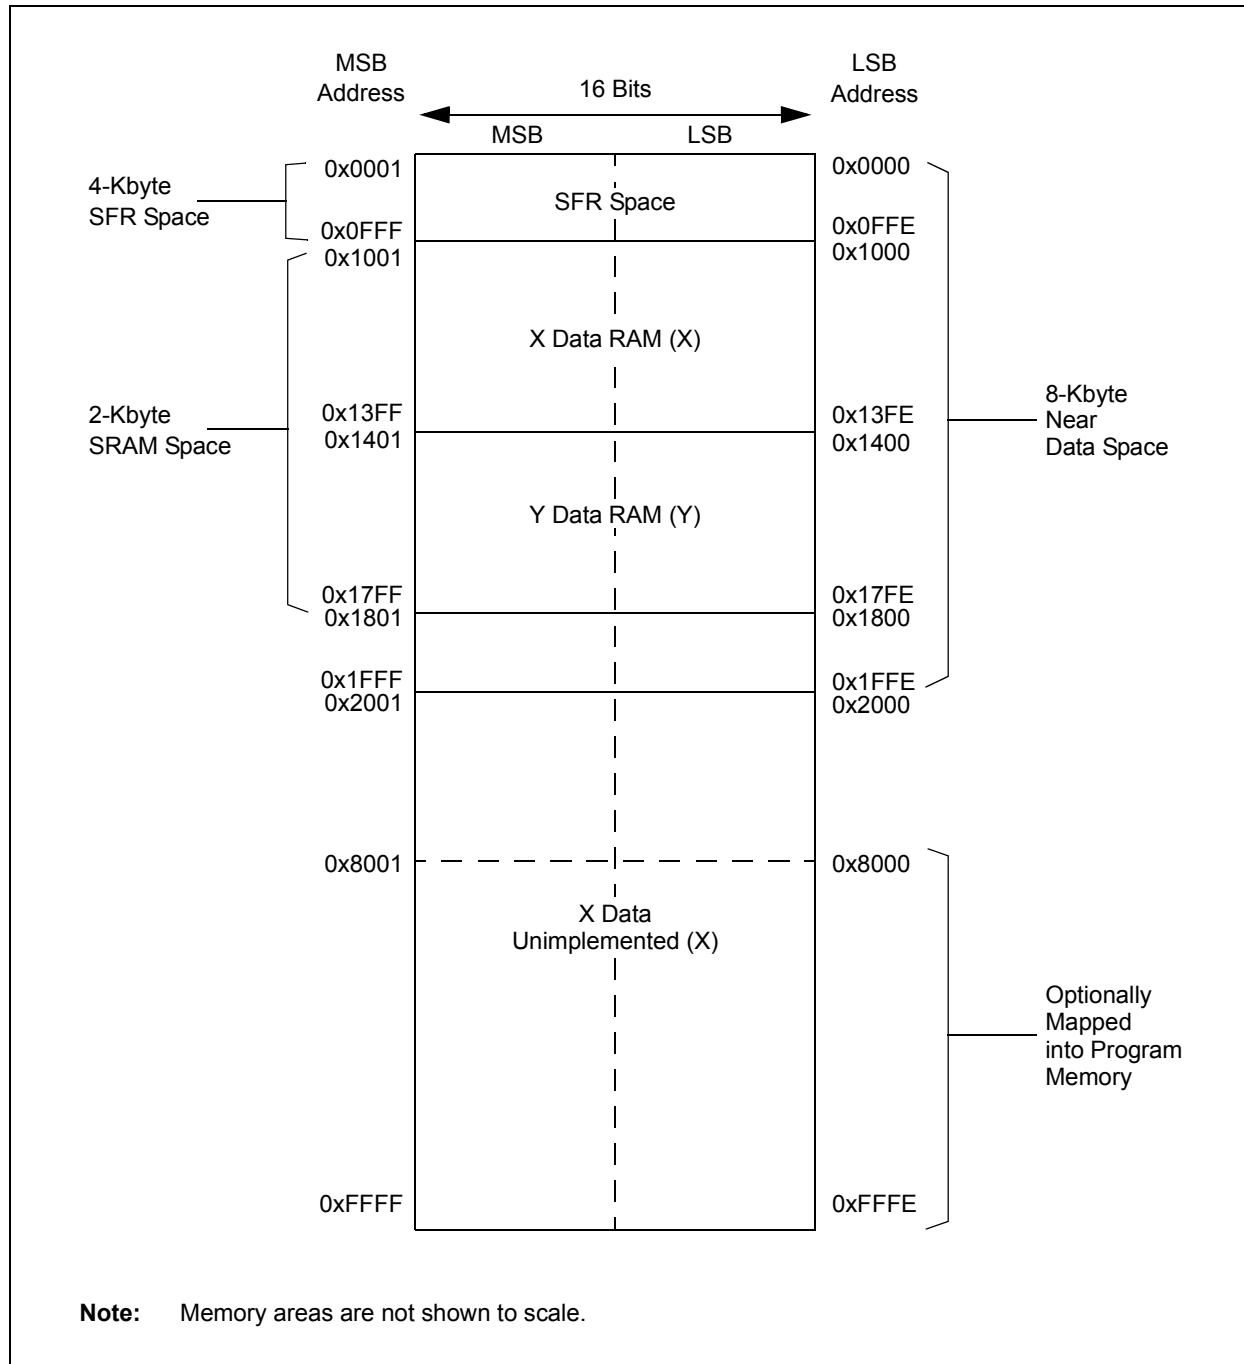 MSB
Address
16 Bits
LSB
Address
MSB
LSB
4-Kbyte
SFR Space
0x0001
SFR Space
0x0000
0x0FFF
0x0FFE
0x1001
0x1000
X Data RAM (X)
2-Kbyte
SRAM Space
0x13FF
0x13FE
0x1401
0x1400
8-Kbyte
Near
Data Space
Y Data RAM (Y)
0x17FF
0x17FE
0x1801
0x1800
0x1FFF
0x1FFE
0x2001
0x2000
0x8001
0x8000
X Data
Unimplemented (X)
Optionally
Mapped
into Program
Memory
0xFFFF
0xFFFE
Note: Memory areas are not shown to scale.